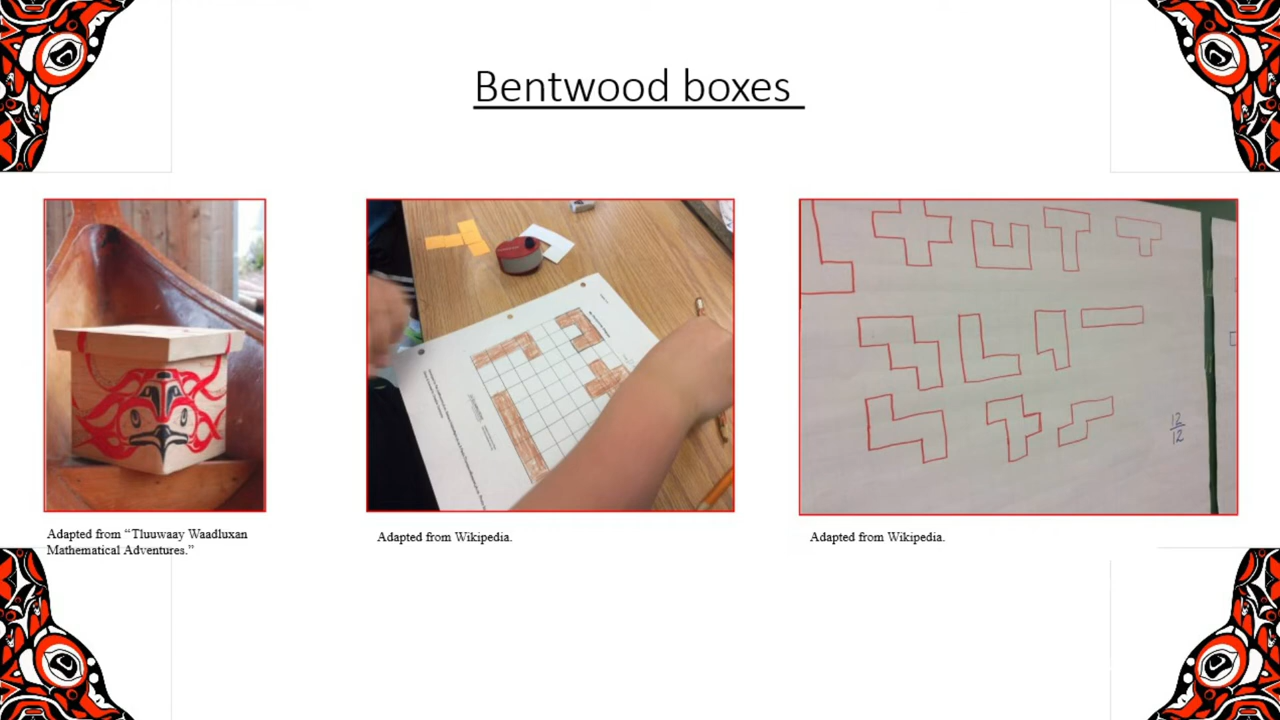 Bentwood boxes
12
12
Adapted from “Tluuwaay Waadluxan
Mathematical Adventures.”
Adapted from Wikipedia.
Adapted from Wikipedia.